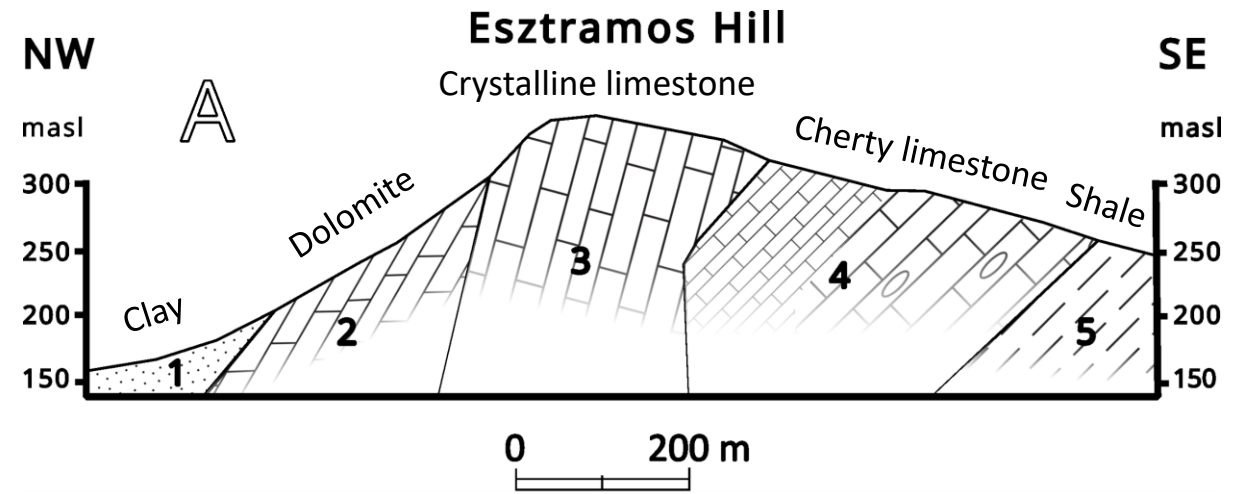 Esztramos Hill
NW
SE
Crystalline limestone
A
masl
masl
Cherty limestone
Dolomite
Shale
300
300
250
250
3
4
Clay
200
200
2
5
1
150
150
0
200 m